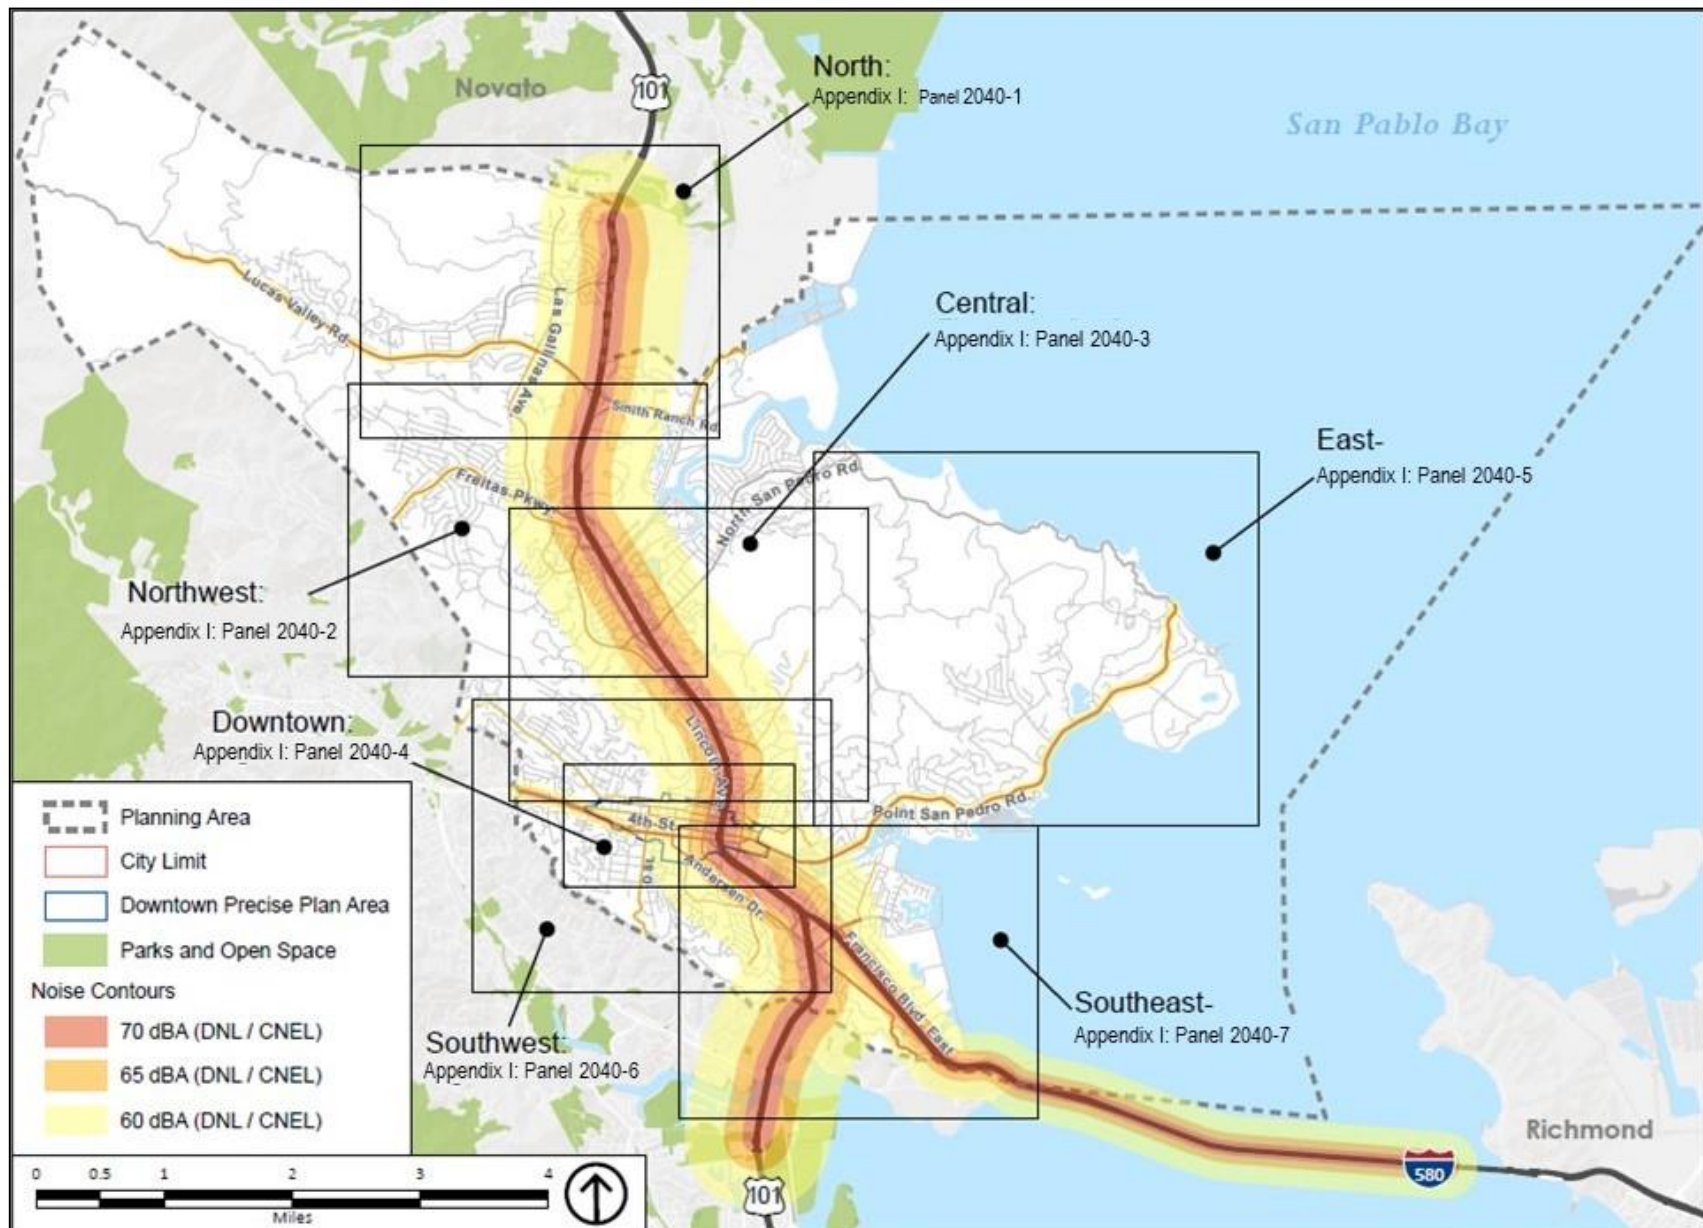 North:
Appendix I: Panel 2040-1
Novato
101
San Pablo Bay
Central:
Appendix I: Panel 2040-3
Lucas Valley Rd.
Las Gallinas Ave.
Smith Ranch Rd.
East-
Appendix I: Panel 2040-5
North San Pedro Rd.
Freitas Pkwy.
Northwest:
Appendix I: Panel 2040-2
Downtown:
Appendix I: Panel 2040-4
Lincoln Ave.
Point San Pedro Rd.
4th St.
Andersen Dr.
Francisco Blvd. East
Southeast-
Appendix I: Panel 2040-7
Southwest:
Appendix I: Panel 2040-6
Richmond
580
101
Planning Area
City Limit
Downtown Precise Plan Area
Parks and Open Space
Noise Contours
70 dBA (DNL / CNEL)
65 dBA (DNL / CNEL)
60 dBA (DNL / CNEL)
0 0.5 1 2 3 4
Miles